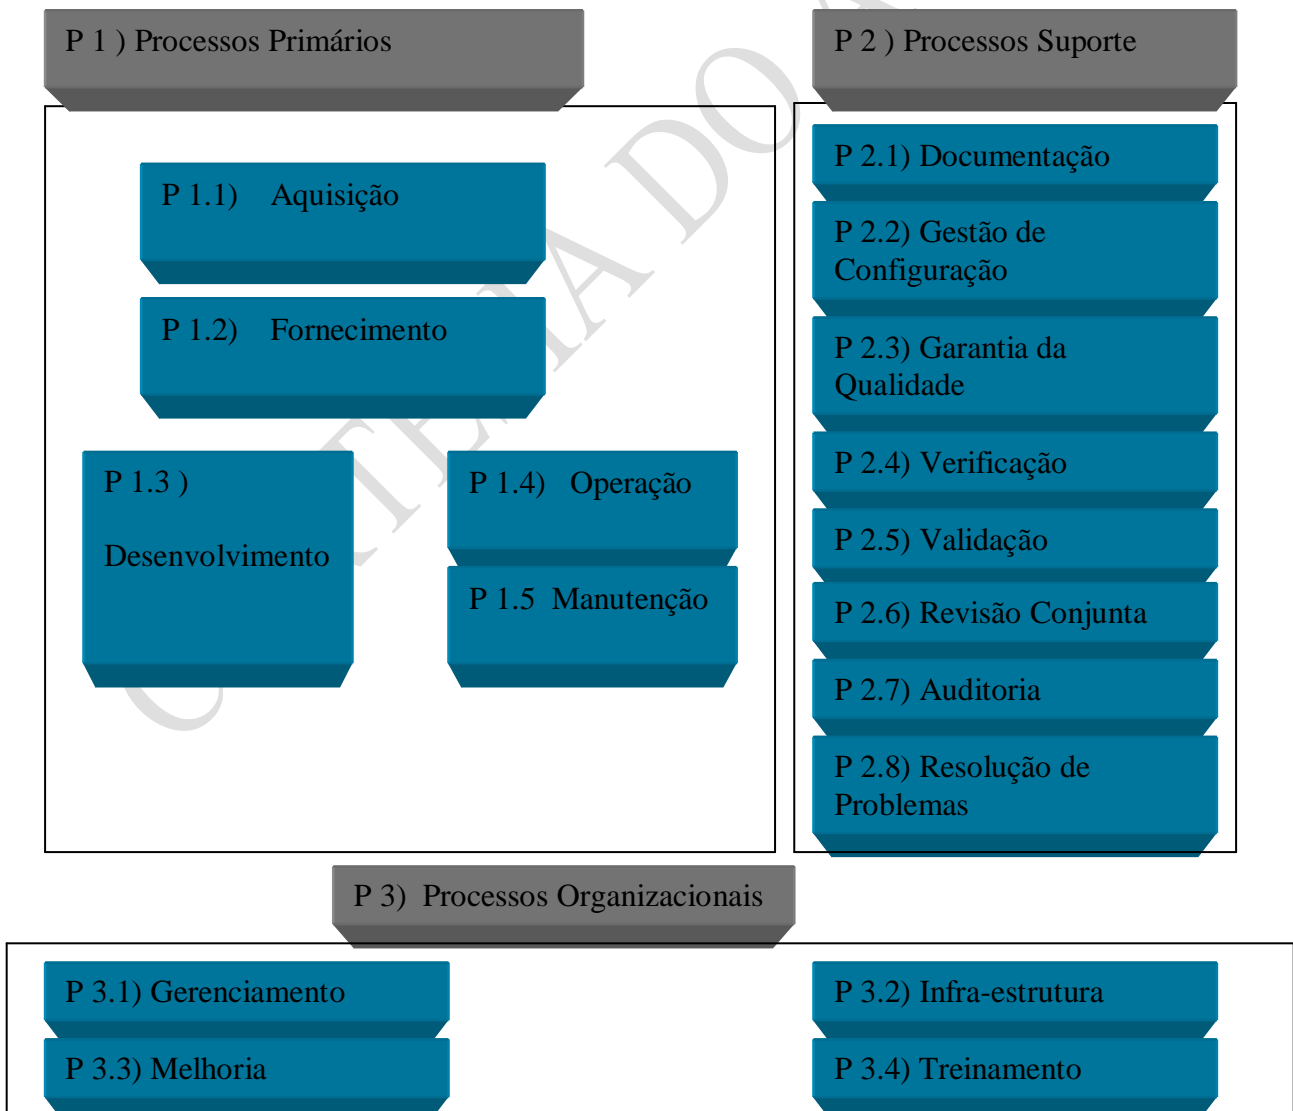 P 1 ) Processos Primários
P 1.1) Aquisição
P 1.2) Fornecimento
P 1.3 )
Desenvolvimento
P 1.4) Operação
P 1.5 Manutenção
P 2 ) Processos Suporte
P 2.1) Documentação
P 2.2) Gestão de
Configuração
P 2.3) Garantia da
Qualidade
P 2.4) Verificação
P 2.5) Validação
P 2.6) Revisão Conjunta
P 2.7) Auditoria
P 2.8) Resolução de
Problemas
P 3) Processos Organizacionais
P 3.1) Gerenciamento
P 3.2) Infra-estrutura
P 3.3) Melhoria
P 3.4) Treinamento